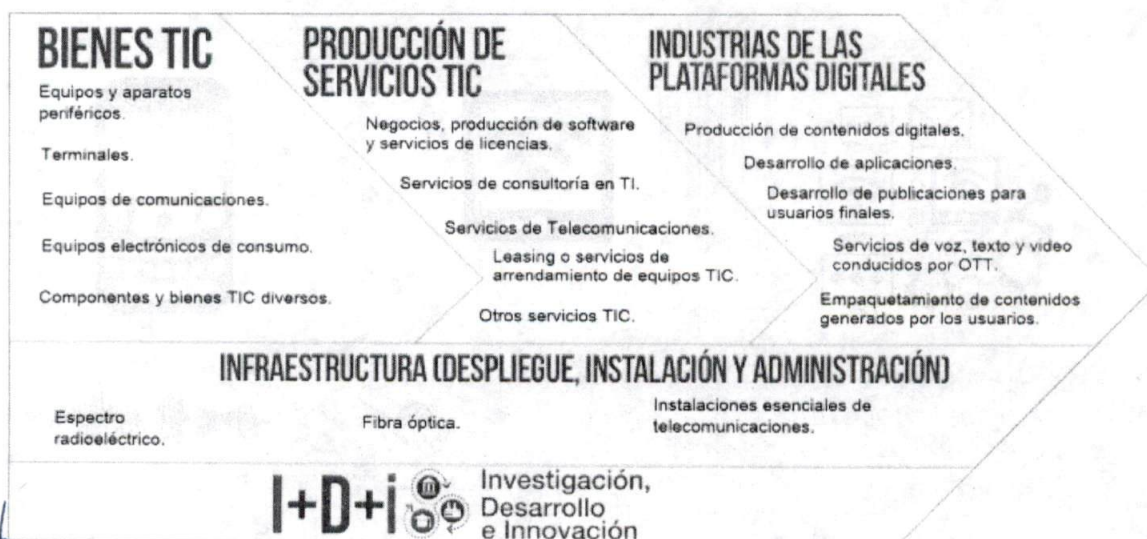 BIENES TIC
Equipos y aparatos
periféricos.
Terminales.
Equipos de comunicaciones.
Equipos electrónicos de consumo.
Componentes y bienes TIC diversos.
PRODUCCIÓN DE
SERVICIOS TIC
Negocios, producción de software
y servicios de licencias.
Servicios de consultoría en TI.
Servicios de Telecomunicaciones.
Leasing o servicios de
arrendamiento de equipos TIC.
Otros servicios TIC.
INDUSTRIAS DE LAS
PLATAFORMAS DIGITALES
Producción de contenidos digitales.
Desarrollo de aplicaciones.
Desarrollo de publicaciones para
usuarios finales.
Servicios de voz, texto y video
conducidos por OTT.
Empaquetamiento de contenidos
generados por los usuarios.
INFRAESTRUCTURA (DESPLIEGUE, INSTALACIÓN Y ADMINISTRACIÓN)
Espectro
radioeléctrico.
Fibra óptica.
Instalaciones esenciales de
telecomunicaciones.
I+D+i
Investigación,
Desarrollo
e Innovación